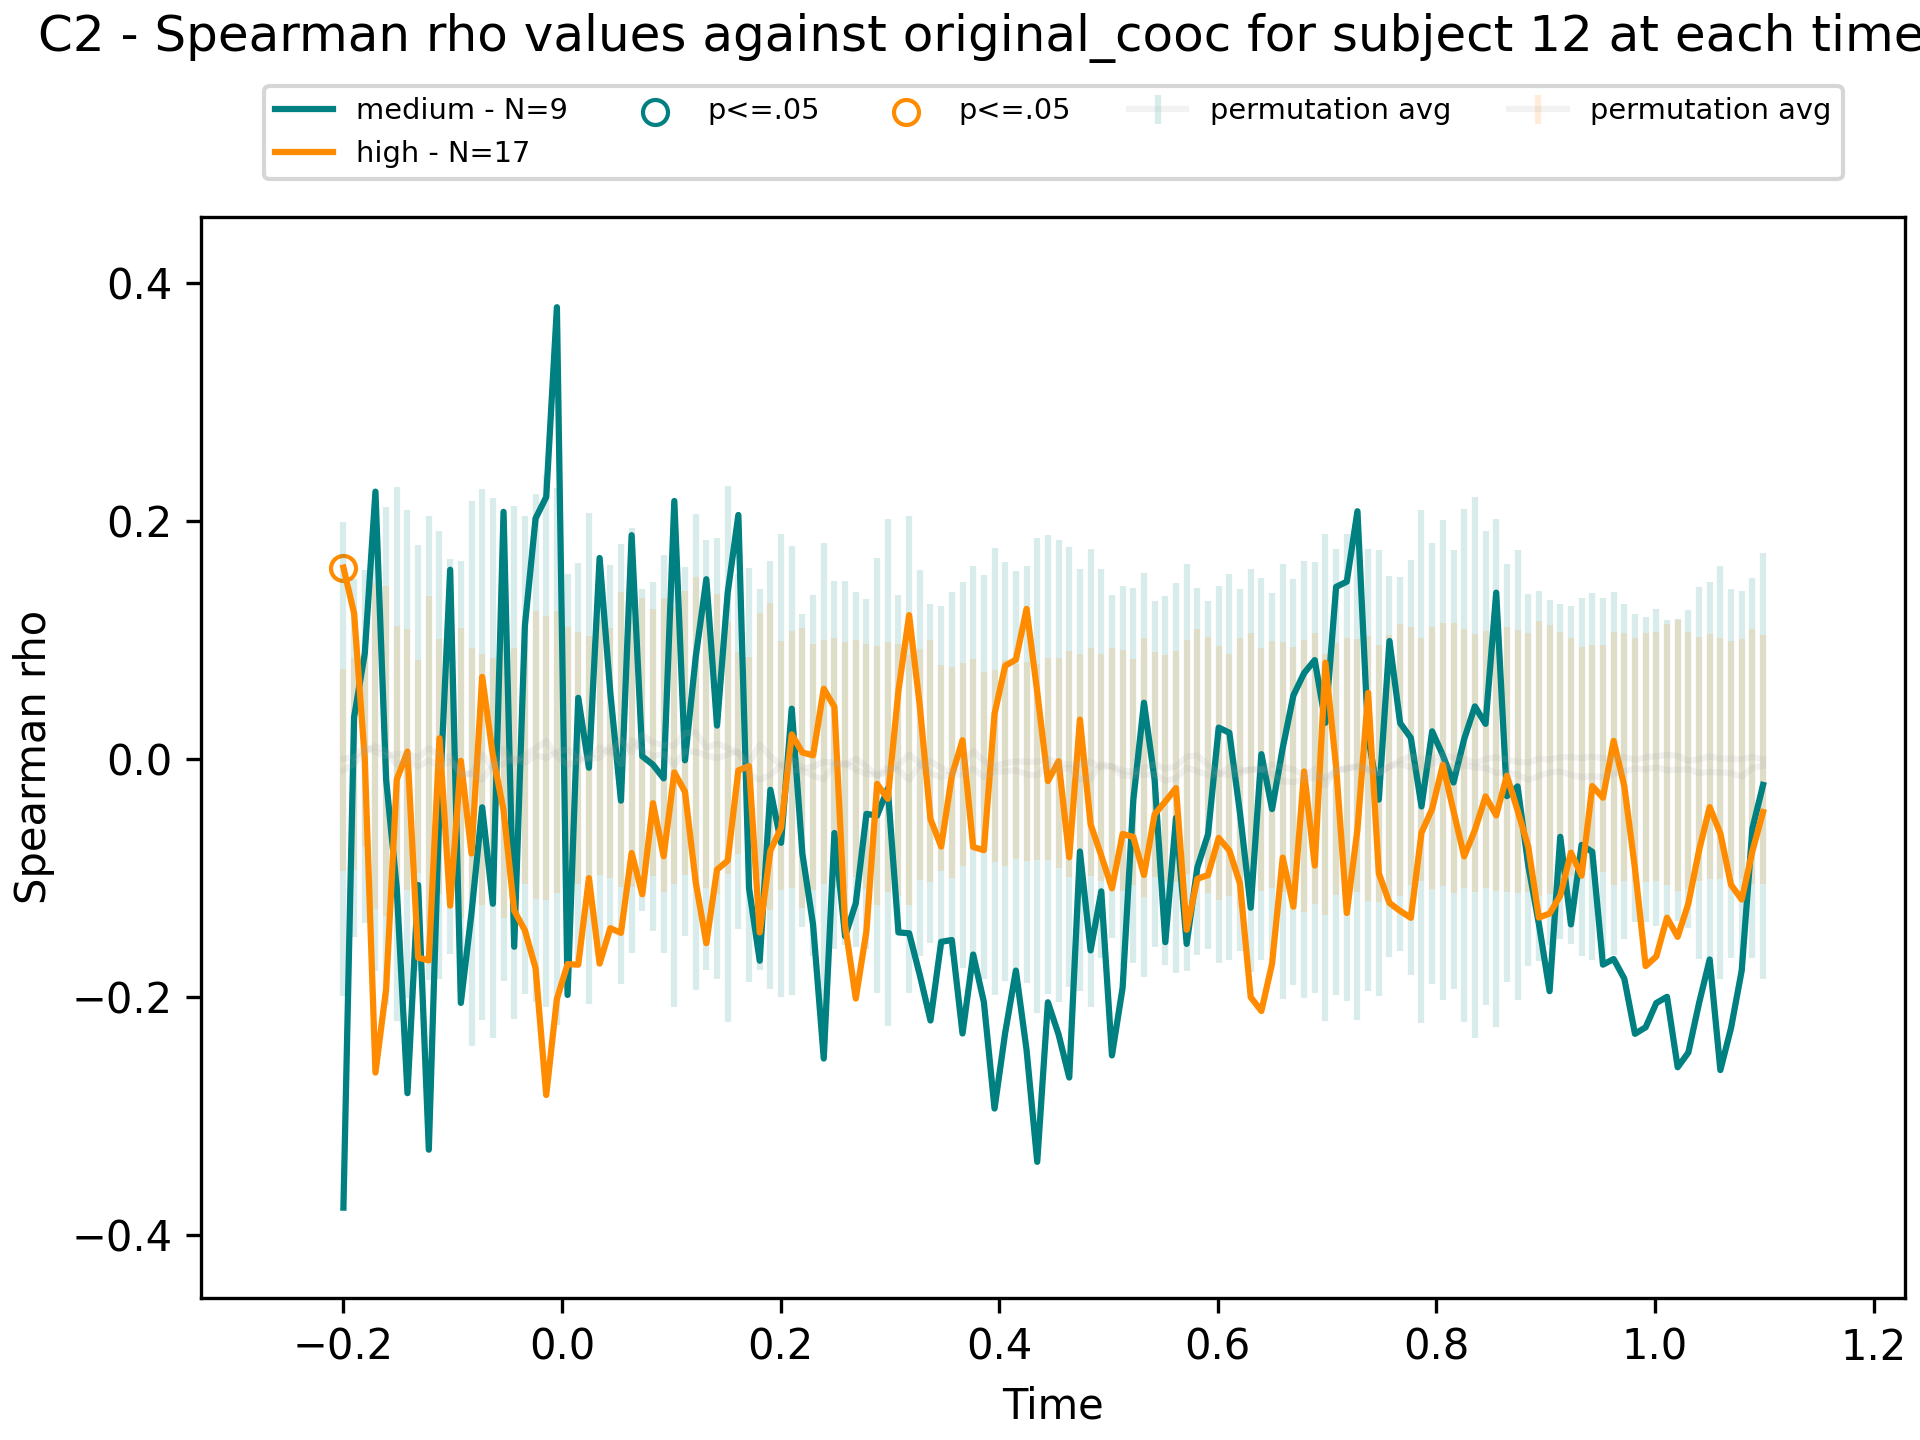 C2 - Spearman rho values against original_cooc for subject 12 at each time
medium - N=9
high - N=17
p<=.05
p<=.05
permutation avg
permutation avg
Spearman rho
0.4
0.2
0.0
−0.2
−0.4
−0.2 0.0 0.2 0.4 0.6 0.8 1.0 1.2
Time